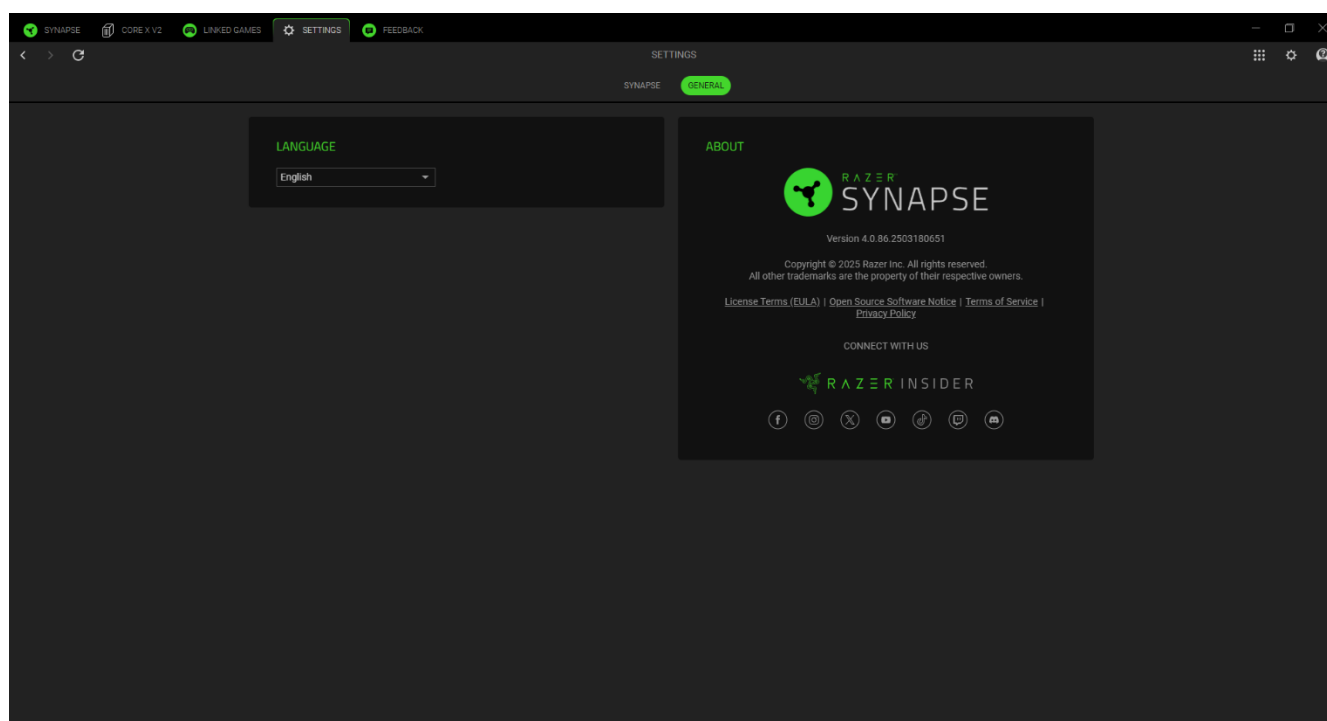 SYNAPSE CORE X V2 LINKED GAMES SETTINGS FEEDBACK
SETTINGS
SYNAPSE GENERAL
LANGUAGE
English
ABOUT
RAZER
SYNAPSE
Version 4.0.86.2503180651
Copyright © 2025 Razer Inc. All rights reserved.
All other trademarks are the property of their respective owners.
License Terms (EULA) | Open Source Software Notice | Terms of Service |
Privacy Policy
CONNECT WITH US
RAZER INSIDER